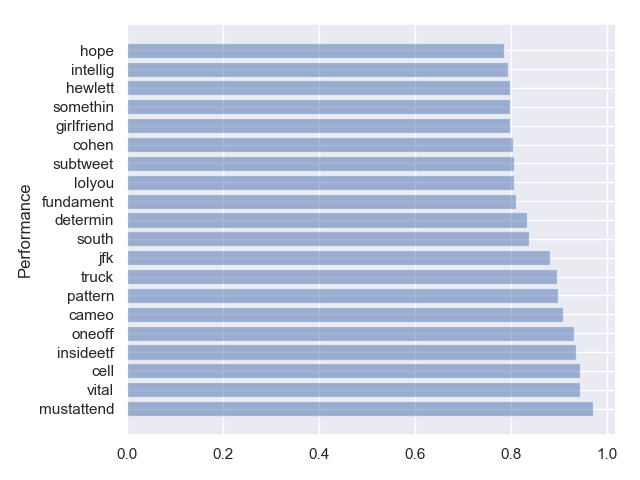 hope
intellig
hewlett
somethin
girlfriend
cohen
subtweet
lolyou
fundament
determin
south
jfk
truck
pattern
cameo
oneoff
insideetf
cell
vital
mustattend
Performance
0.0 0.2 0.4 0.6 0.8 1.0